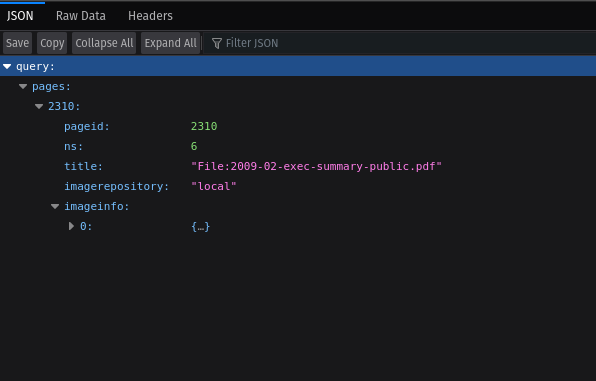 JSON Raw Data Headers
Save Copy Collapse All Expand All Filter JSON
query:
pages:
2310:
pageid: 2310
ns: 6
title: "File:2009-02-exec-summary-public.pdf"
imagerepository: "local"
imageinfo:
0: {…}